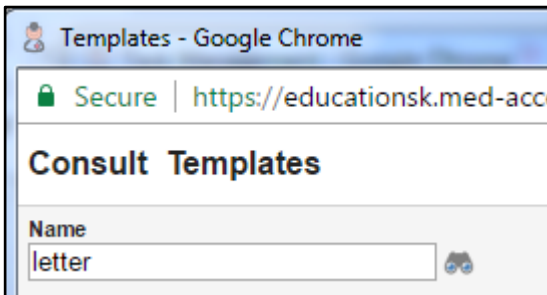 Templates - Google Chrome
Secure | https://educationsk.med-acc
Consult Templates
Name
letter